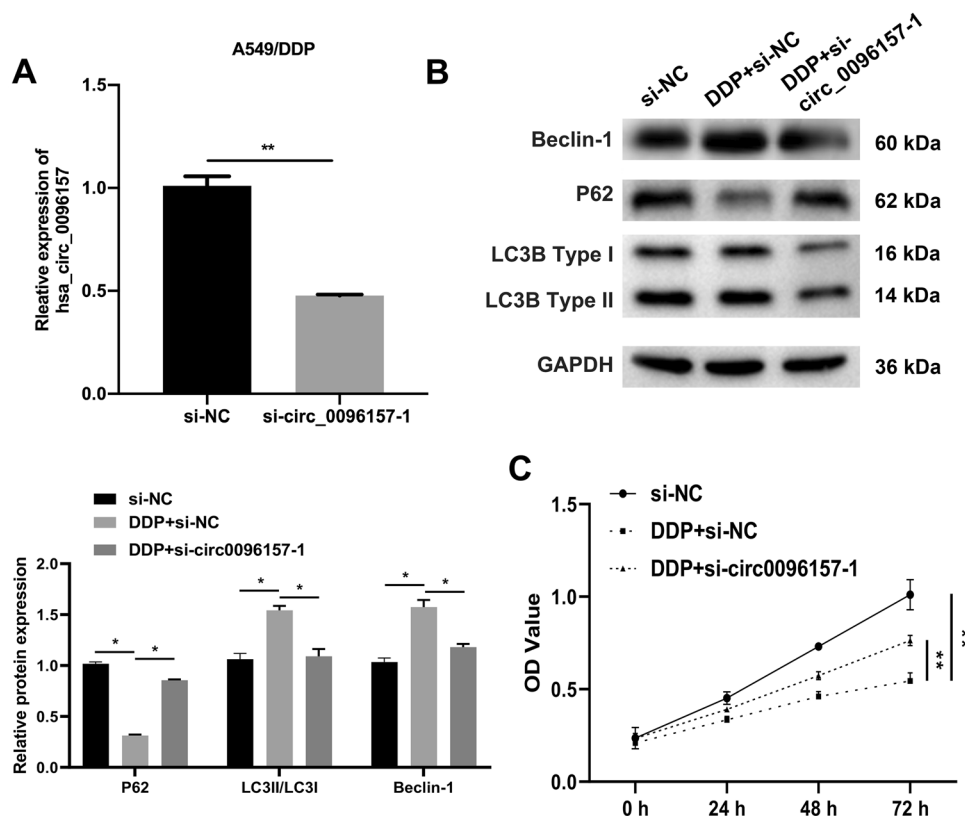 A
A549/DDP
Rleative expression of
hsa_circ_0096157
1.5
1.0
0.5
0.0
**
si-NC
si-circ_0096157-1
B
si-NC
DDP+si-NC
DDP+si-
circ_0096157-1
Beclin-1
60 kDa
P62
62 kDa
LC3B Type I
16 kDa
LC3B Type II
14 kDa
GAPDH
36 kDa
si-NC
DDP+si-NC
DDP+si-circ0096157-1
Relative protein expression
2.0
1.5
1.0
0.5
0.0
* *
* *
* *
P62
LC3II/LC3I
Beclin-1
C
si-NC
DDP+si-NC
DDP+si-circ0096157-1
OD Value
1.5
1.0
0.5
0.0
**
0 h
24 h
48 h
72 h